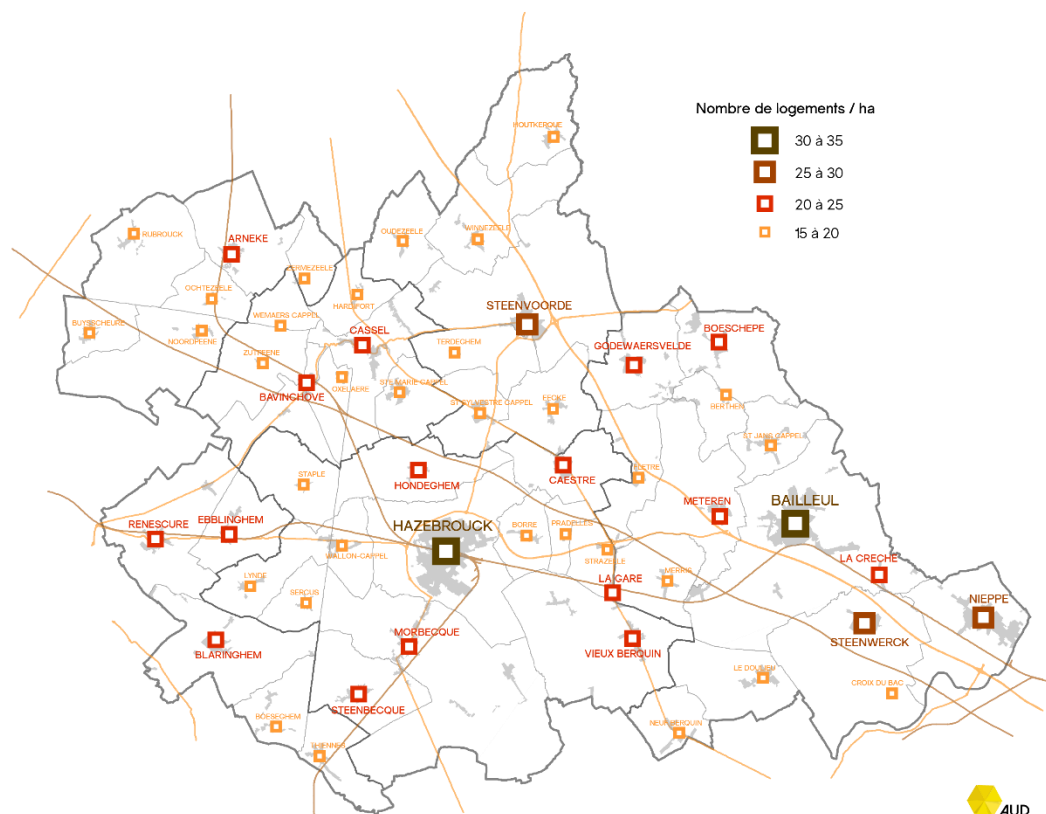 Nombre de logements / ha
30 à 35
25 à 30
20 à 25
15 à 20
HOUTKERQUE
RUBROUCK
ARNEKE
OUDEZEELE
WINNEZEELE
ZERMEZEELE
OCHTEZEELE
HARDIFORT
STEENVOORDE
WEMAERS CAPPEL
BUYSSCHEURE
NOORDPEENE
CASSEL
TERDEGHEM
GODEWAERSVELDE
BOESCHEPE
ZUYTPEENE
OXELAERE
STE MARIE CAPPEL
BAVINCHOVE
ST SYLVESTRE CAPPEL
EECKE
BERTHEN
ST JANS CAPPEL
STAPLE
HONDEGHEM
CAESTRE
FLETRE
METEREN
BAILLEUL
RENESCURE
EBBLINGHEM
HAZEBROUCK
BORRE
PRADELLES
WALLON-CAPPEL
STRAZELLE
LA CRECHE
LYNDE
SERCUS
LA GARE
MERRIS
NIEPPE
BLARINGHEM
MORBECQUE
VIEUX BERQUIN
STEENWERCK
LE DOULIEU
CROIX DU BAC
STEENBECQUE
BOESEGHEM
THIENNES
NEUF BERQUIN
AUD